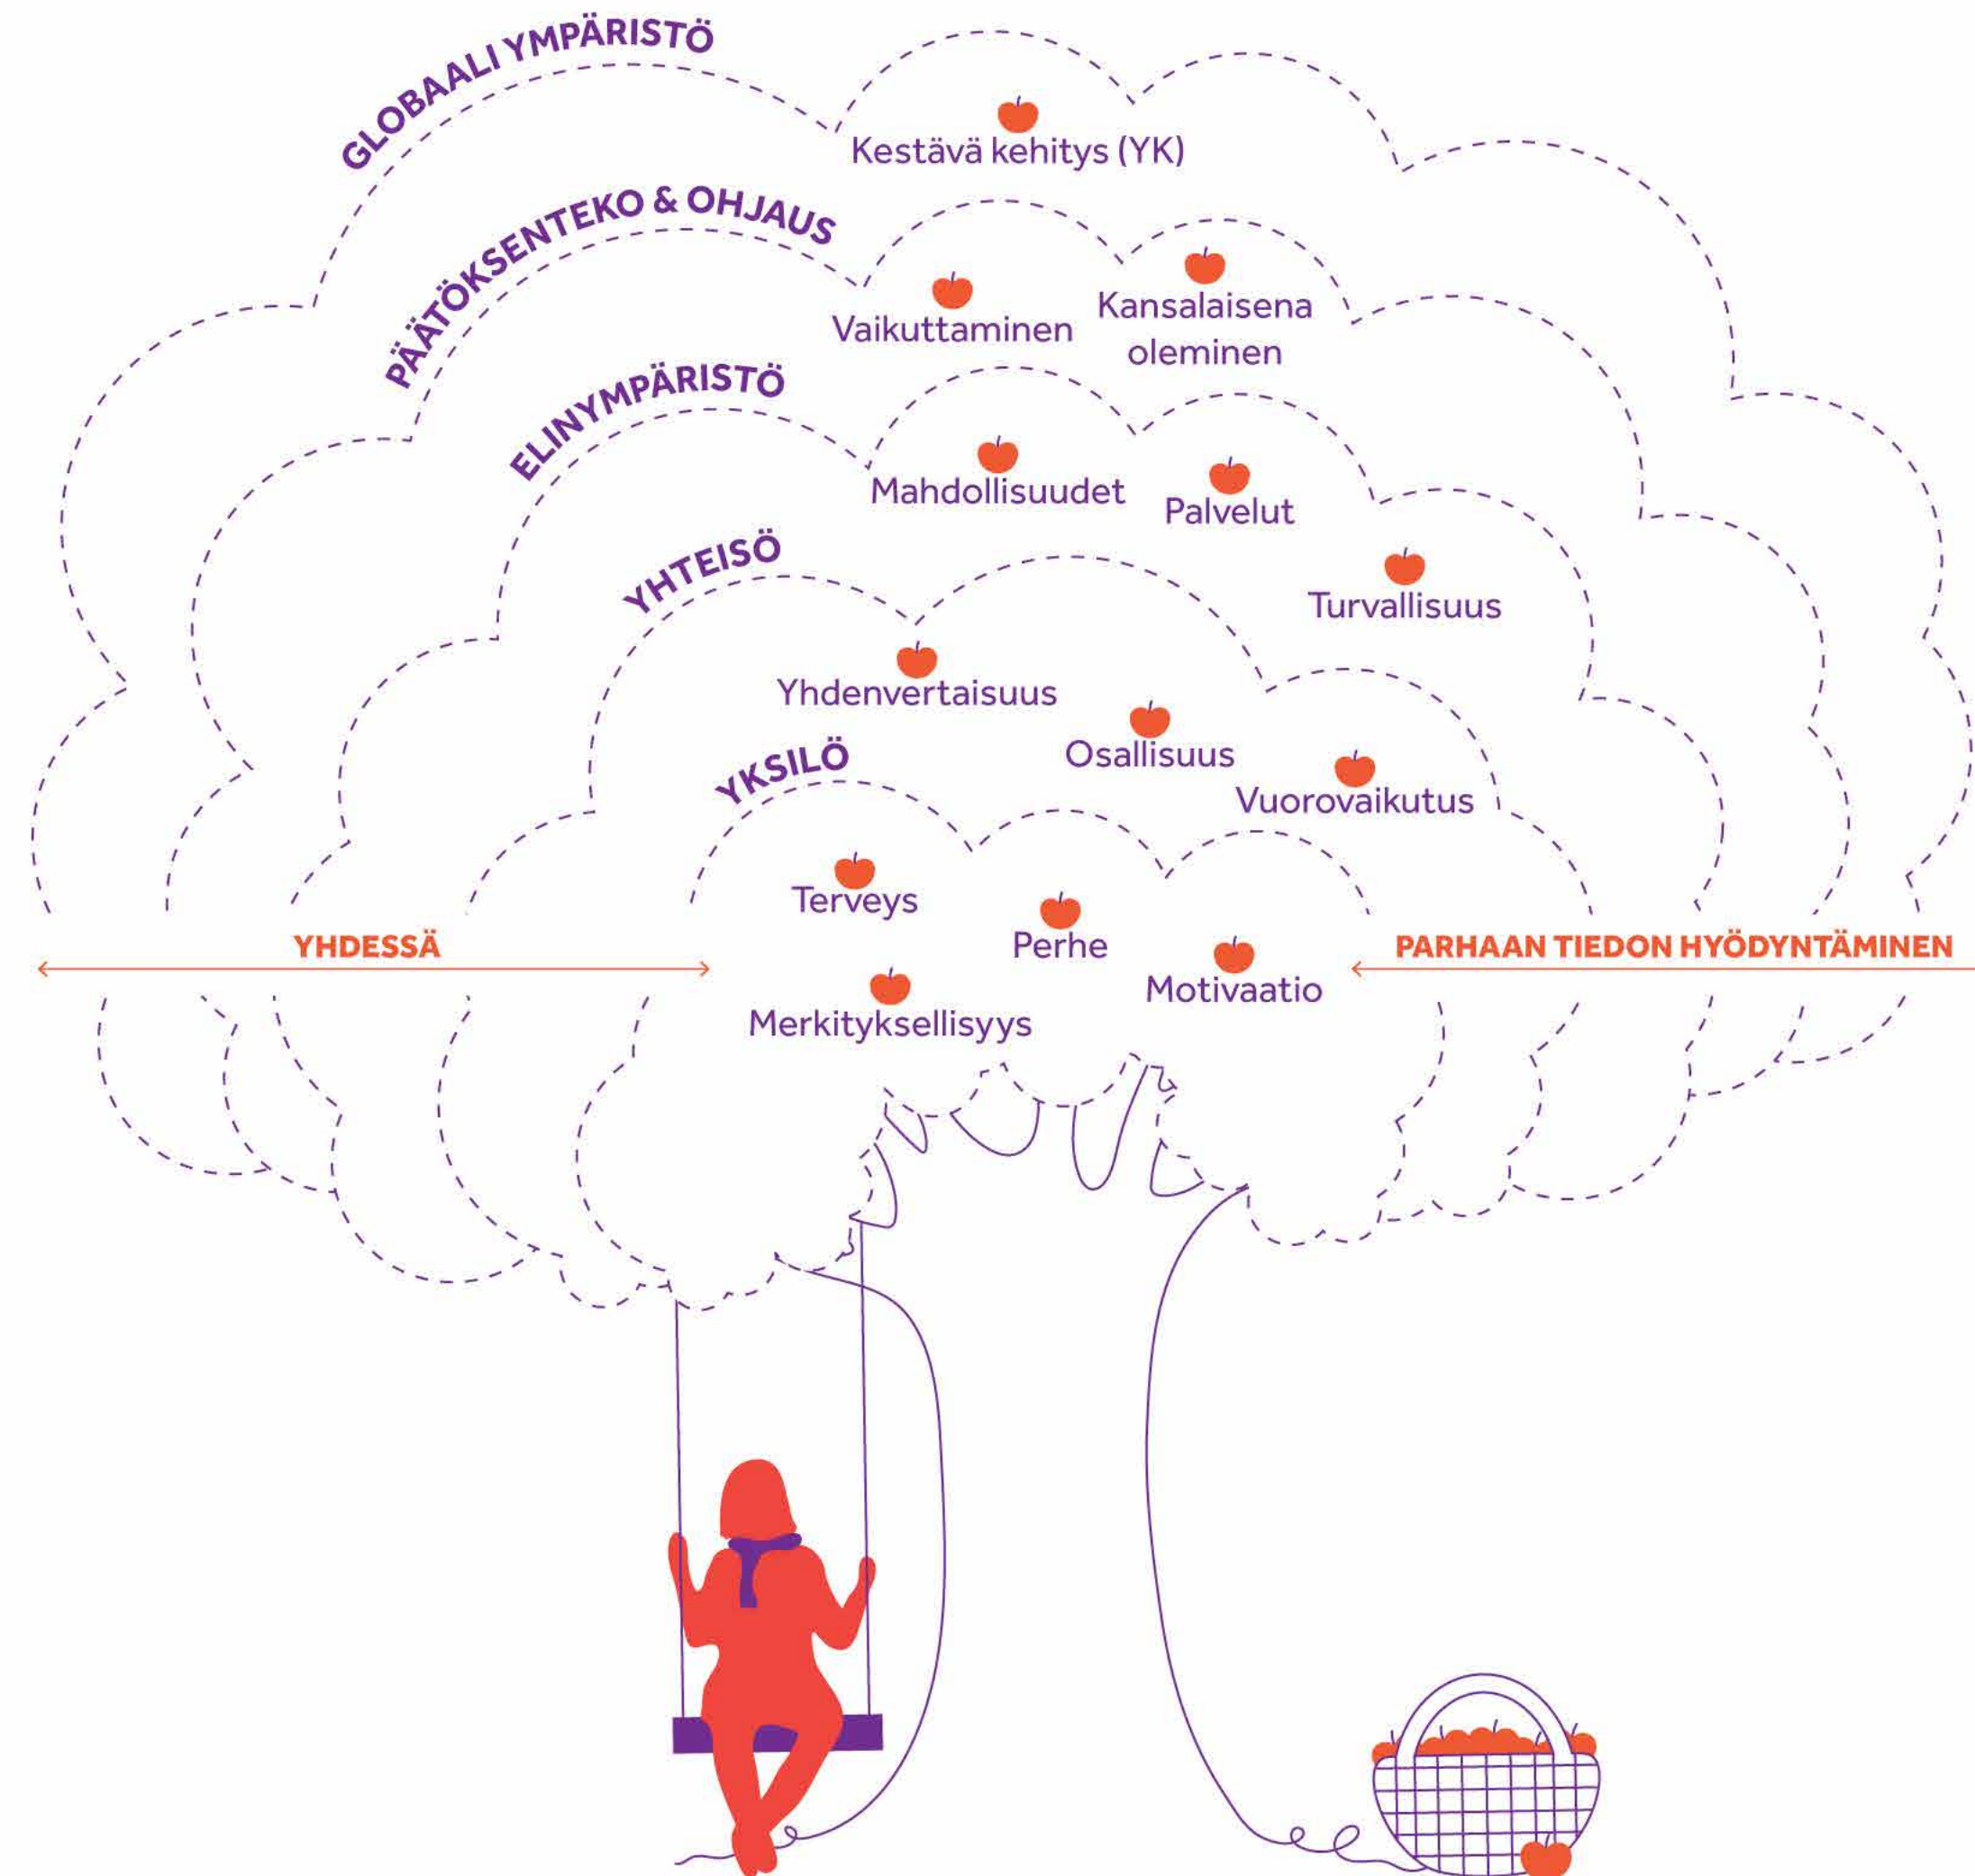 GLOBAALI YMPÄRISTÖ
Kestävä kehitys (YK)
PÄÄTÖKSENTEKO & OHJAUS
Vaikuttaminen
Kansalaisena
oleminen
ELINYMPÄRISTÖ
Mahdollisuudet
Palvelut
Turvallisuus
YHTEISÖ
Yhdenvertaisuus
Osallisuus
Vuorovaikutus
YKSILÖ
Terveys
Perhe
Motivaatio
Merkityksellisyys
YHDESSÄ
PARHAAN TIEDON HYÖDYNTÄMINEN